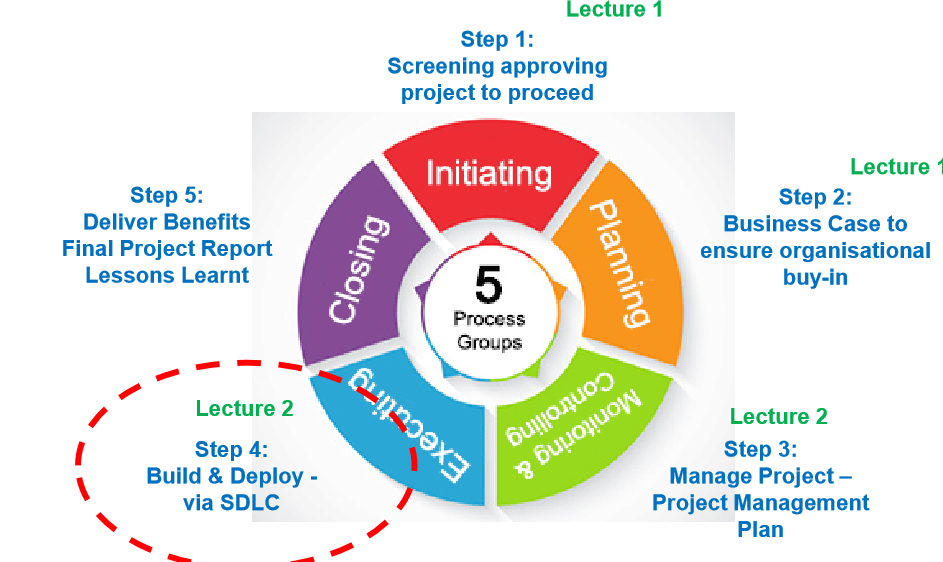 Lecture 1
Step 1:
Screening approving
project to proceed
Initiating
Lecture 1
Step 2:
Business Case to
ensure organisational
buy-in
Planning
Step 5:
Deliver Benefits
Final Project Report
Lessons Learnt
Closing
5
Process
Groups
Executing
Monitoring &
Controlling
Lecture 2
Step 4:
Build & Deploy -
via SDLC
Lecture 2
Step 3:
Manage Project –
Project Management
Plan